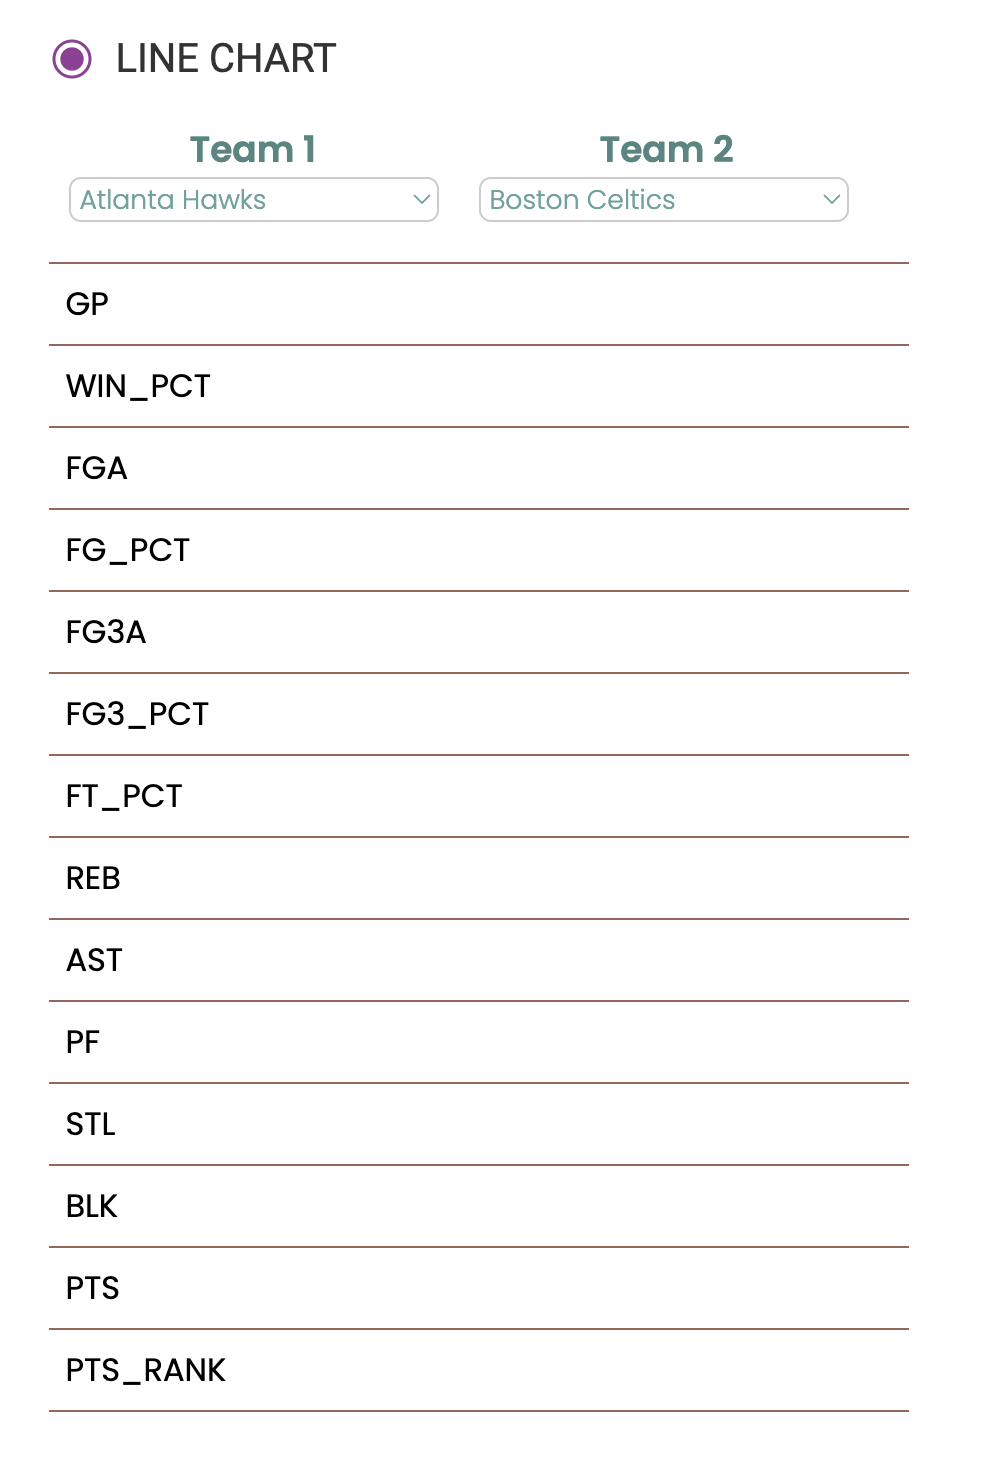 LINE CHART
Team 1 Team 2
Atlanta Hawks Boston Celtics
GP
WIN_PCT
FGA
FG_PCT
FG3A
FG3_PCT
FT_PCT
REB
AST
PF
STL
BLK
PTS
PTS_RANK